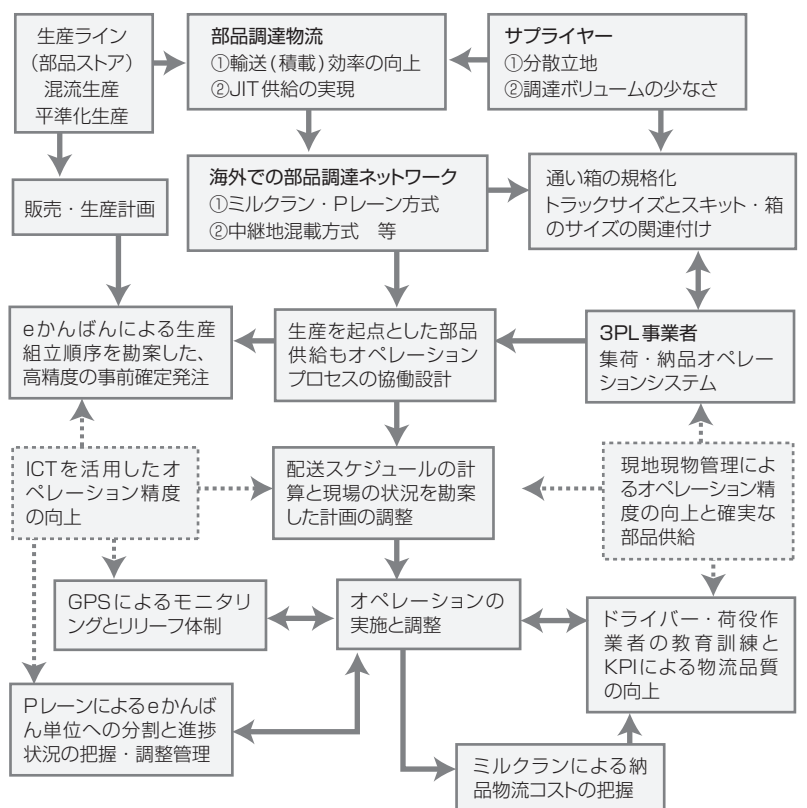 生産ライン
（部品ストア）
混流生産
平準化生産
部品調達物流
①輸送(積載)効率の向上
②JIT供給の実現
サプライヤー
①分散立地
②調達ボリュームの少なさ
販売・生産計画
海外での部品調達ネットワーク
①ミルクラン・Pレーン方式
②中継地混載方式　等
通い箱の規格化
トラックサイズとスキット・箱
のサイズの関連付け
eかんばんによる生産
組立順序を勘案した、
高精度の事前確定発注
生産を起点とした部品
供給もオペレーション
プロセスの協働設計
3PL事業者
集荷・納品オペレー
ションシステム
ICTを活用したオ
ペレーション精度
の向上
配送スケジュールの計
算と現場の状況を勘案
した計画の調整
現地現物管理によ
るオペレーション精
度の向上と確実な
部品供給
GPSによるモニタリ
ングとリリーフ体制
オペレーションの
実施と調整
ドライバー・荷役作
業者の教育訓練と
KPIによる物流品質
の向上
Pレーンによるeかんば
ん単位への分割と進捗
状況の把握・調整管理
ミルクランによる納
品物流コストの把握